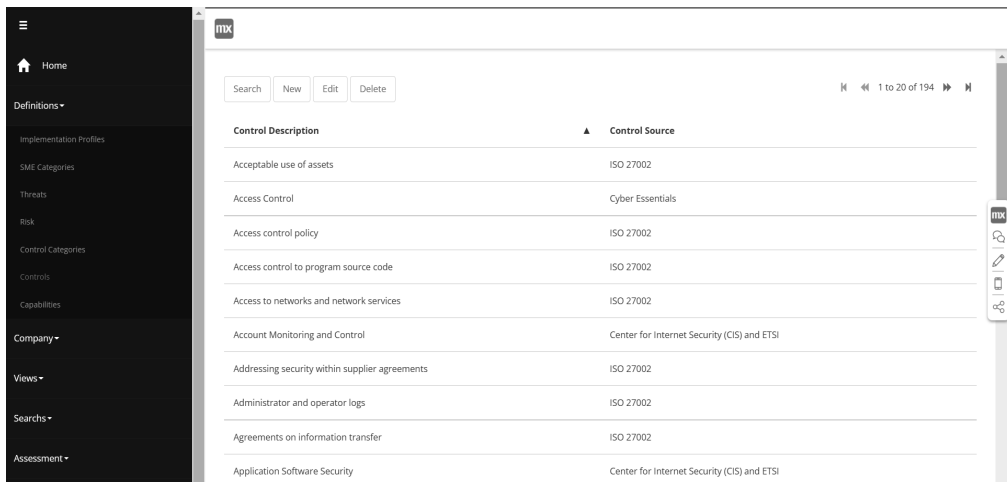 mx
Home
Definitions
Implementation Profiles
SME Categories
Threats
Risk
Control Categories
Controls
Capabilities
Company
Views
Searchs
Assessment
Search New Edit Delete
1 to 20 of 194
Control Description ▲ Control Source
Acceptable use of assets ISO 27002
Access Control Cyber Essentials
Access control policy ISO 27002
Access control to program source code ISO 27002
Access to networks and network services ISO 27002
Account Monitoring and Control Center for Internet Security (CIS) and ETSI
Addressing security within supplier agreements ISO 27002
Administrator and operator logs ISO 27002
Agreements on information transfer ISO 27002
Application Software Security Center for Internet Security (CIS) and ETSI
mx